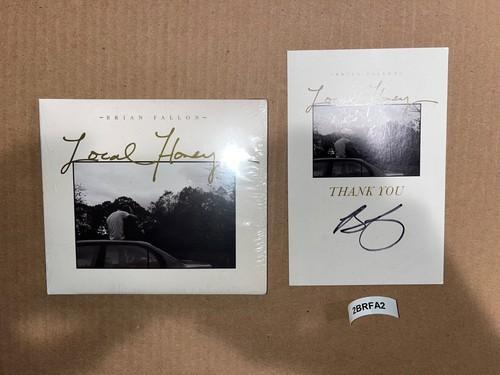 ~BRIAN FALLON~
Local Honey
BRIAN FALLON
Local Honey
THANK YOU
2BRFA2